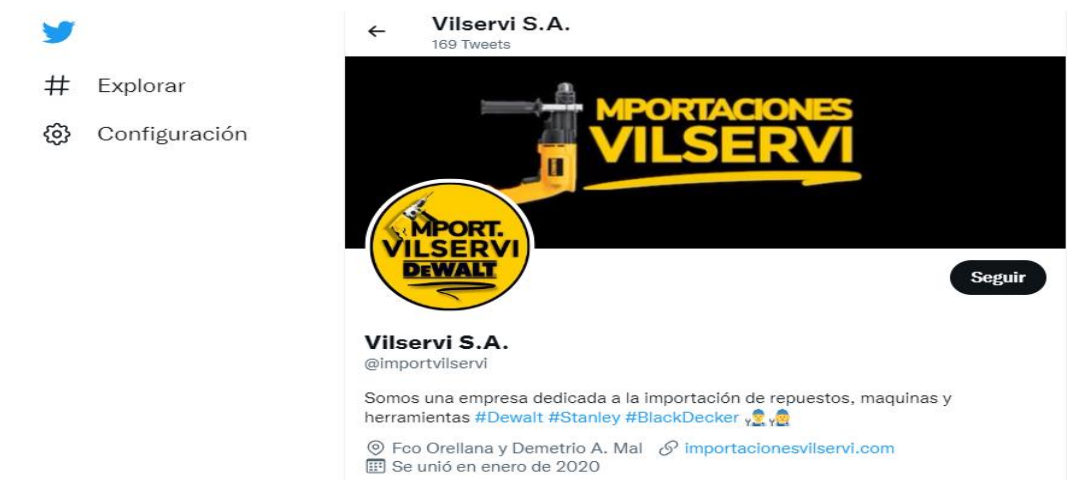 Vilservi S.A.
169 Tweets
Explorar
Configuración
MPORTACIONES
VILSERVI
MPORT.
VILSERVI
DEWALT
Seguir
Vilservi S.A.
@importvilservi
Somos una empresa dedicada a la importación de repuestos, maquinas y
herramientas #Dewalt #Stanley #BlackDecker
Fco Orellana y Demetrio A. Mal importacionesvilservi.com
Se unió en enero de 2020